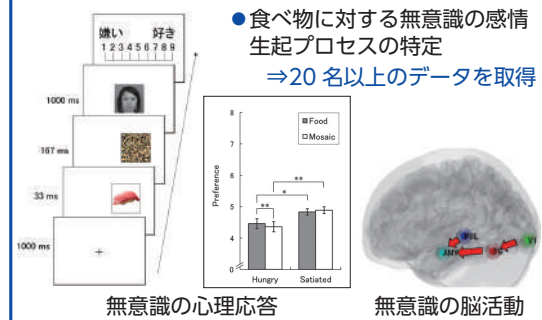 ●食べ物に対する無意識の感情
生起プロセスの特定
⇒20 名以上のデータを取得
嫌い 好き
1 2 3 4 5 6 7 8 9
1000 ms
167 ms
33 ms
1000 ms
+
8
7
6
5
4
0
Preference
Food
Mosaic
**
*
**
Hungry Satiated
V1
無意識の心理応答 無意識の脳活動